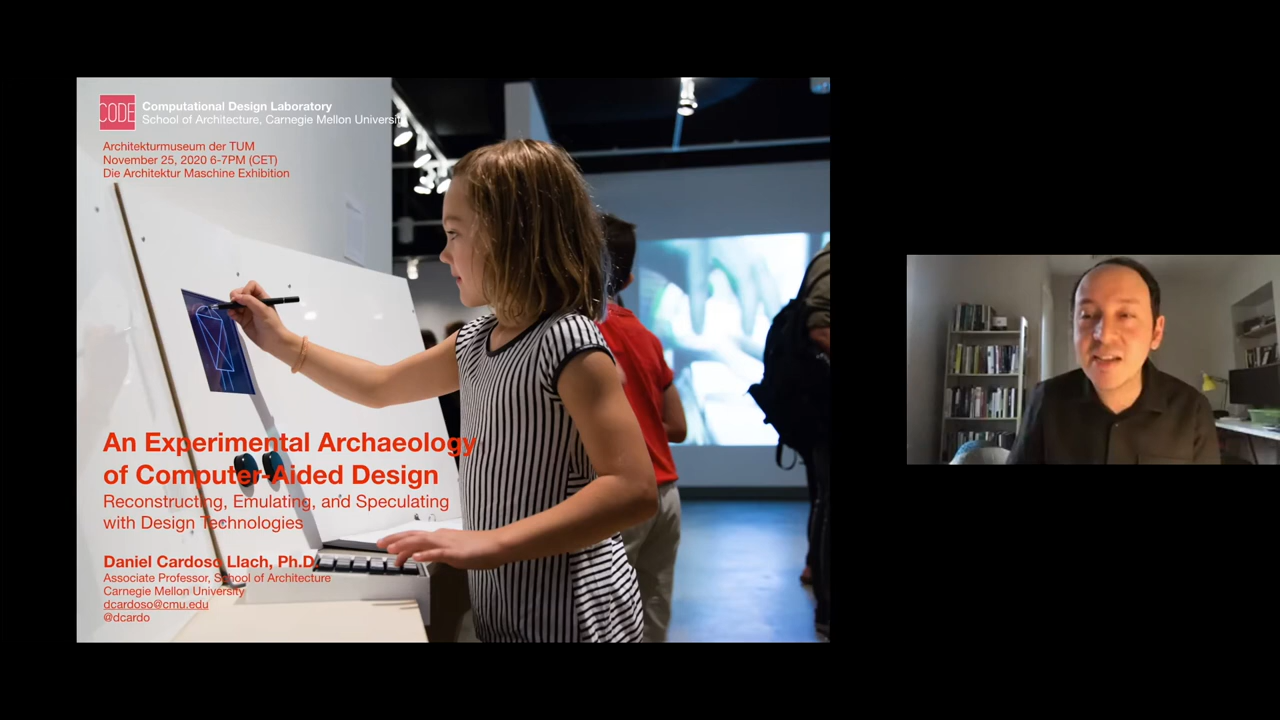 CODE
Computational Design Laboratory
School of Architecture, Carnegie Mellon University
Architekturmuseum der TUM
November 25, 2020 6-7PM (CET)
Die Architektur Maschine Exhibition
An Experimental Archaeology
of Computer-Aided Design
Reconstructing, Emulating, and Speculating
with Design Technologies
Daniel Cardoso Llach, Ph.D.
Associate Professor, School of Architecture
Carnegie Mellon University
dcardoso@cmu.edu
@dcardo